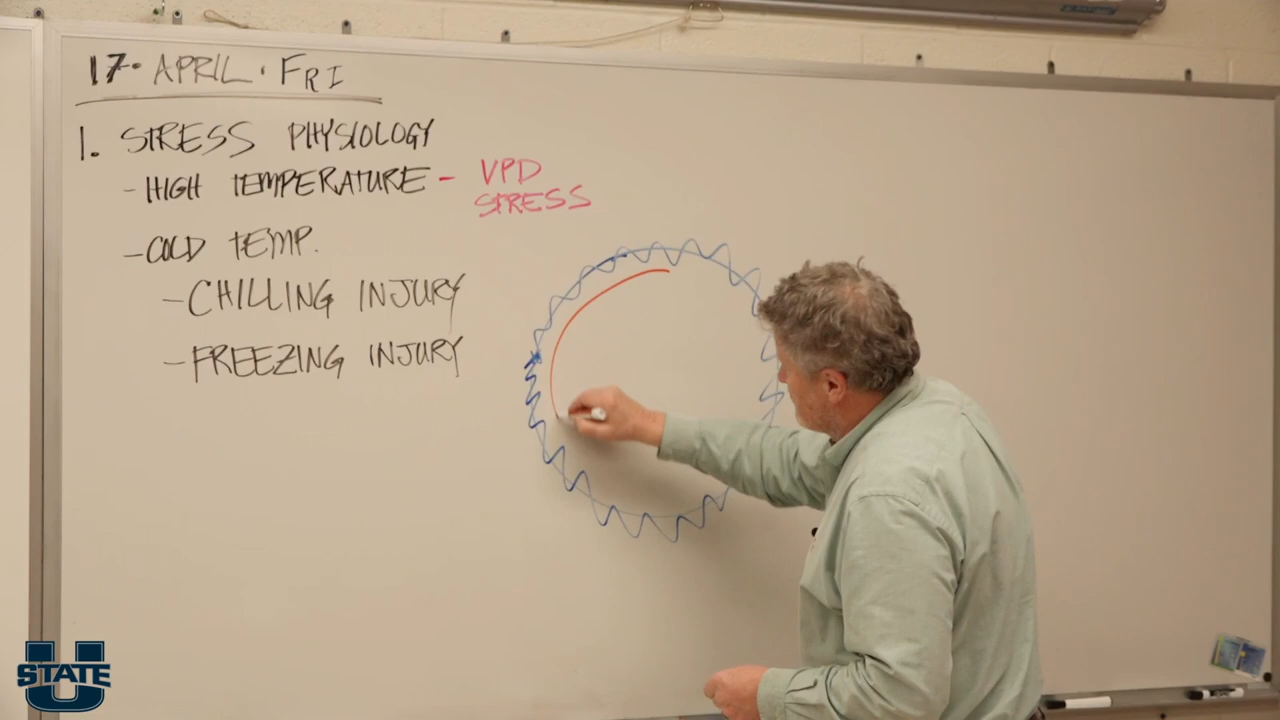 17. APRIL. FRI
1. STRESS PHYSIOLOGY
- HIGH TEMPERATURE - VPD
STRESS
- COLD TEMP.
- CHILLING INJURY
- FREEZING INJURY
U
STATE